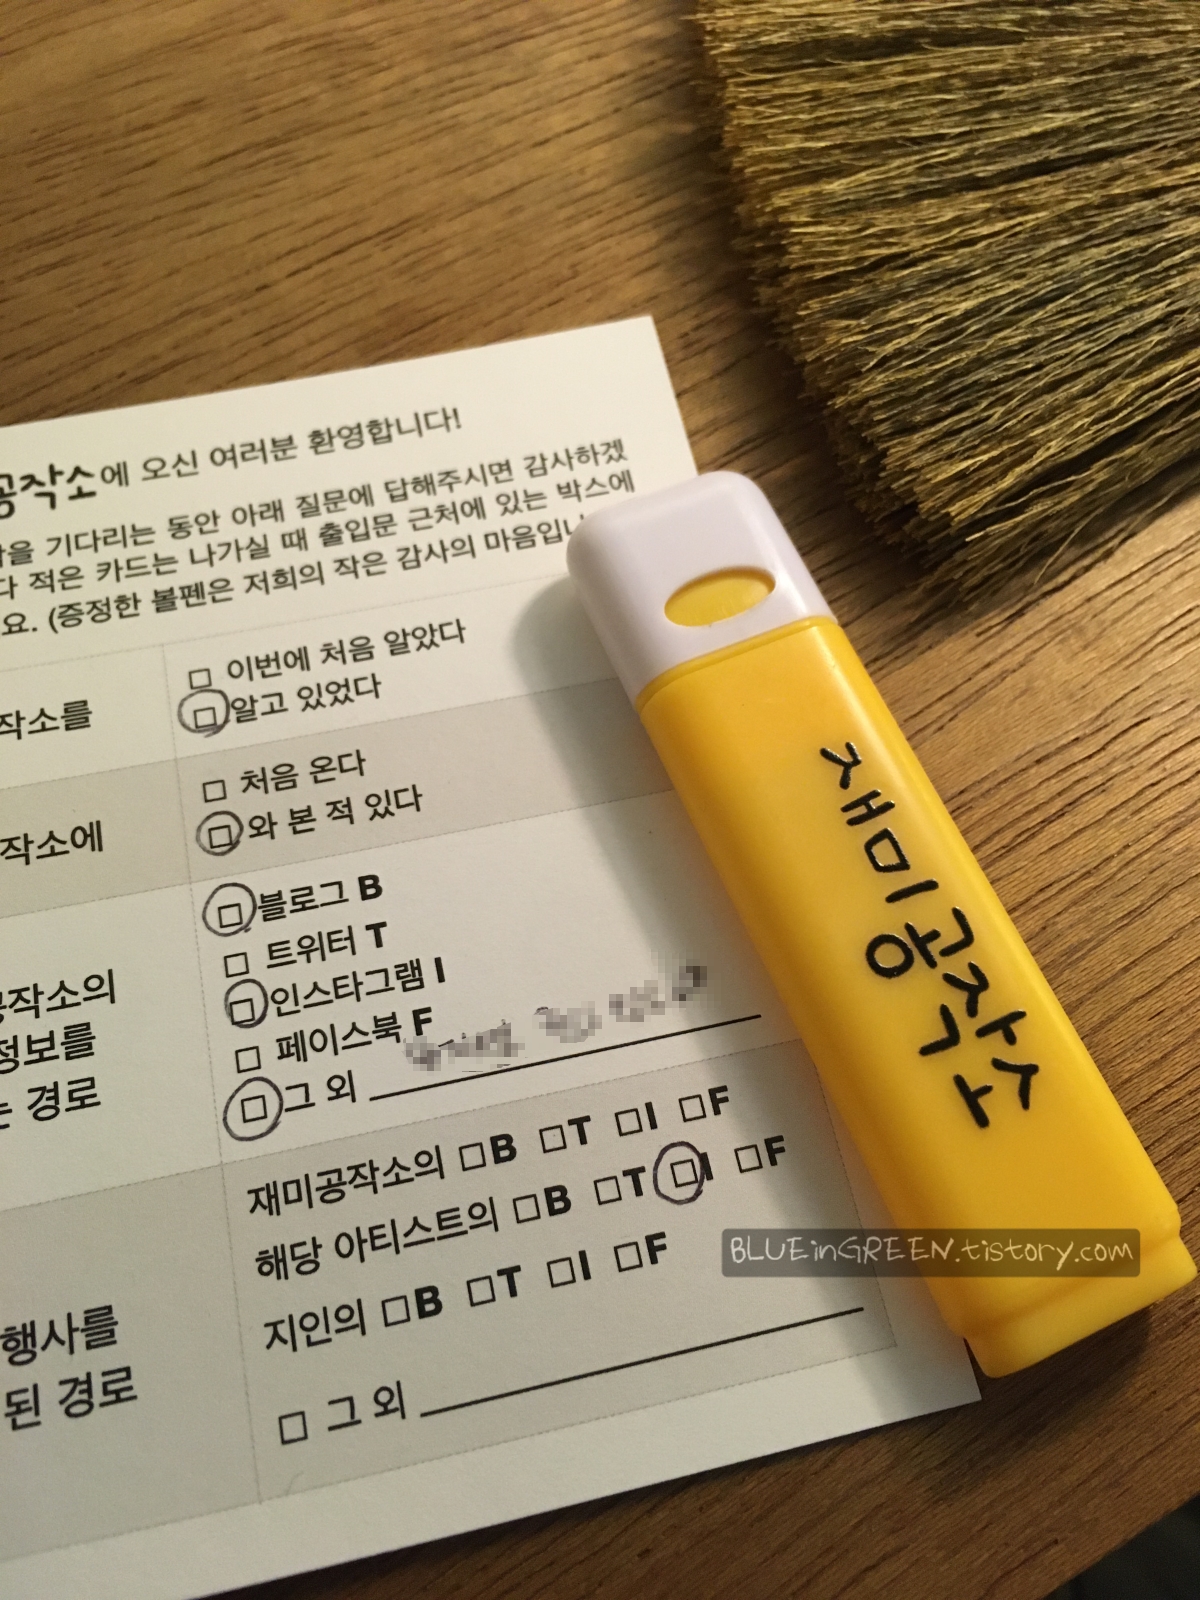 공작소에 오신 여러분 환영합니다!
기다리는 동안 아래 질문에 답해주시면 감사하겠
다 적은 카드는 나가실 때 출입문 근처에 있는 박스에
요. (증정한 볼펜은 저희의 작은 감사의 마음입니
작소를
□ 이번에 처음 알았다
□ 알고 있었다
작소에
□ 처음 온다
□ 와 본 적 있다
공작소의
정보를
는 경로
□ 블로그 B
□ 트위터 T
□ 인스타그램 I
□ 페이스북 F
□ 그 외
행사를
된 경로
재미공작소의 □B □T □I □F
해당 아티스트의 □B □T □I □F
지인의 □B □T □I □F
□ 그 외
재미공작소
BLUEinGREEN.tistory.com